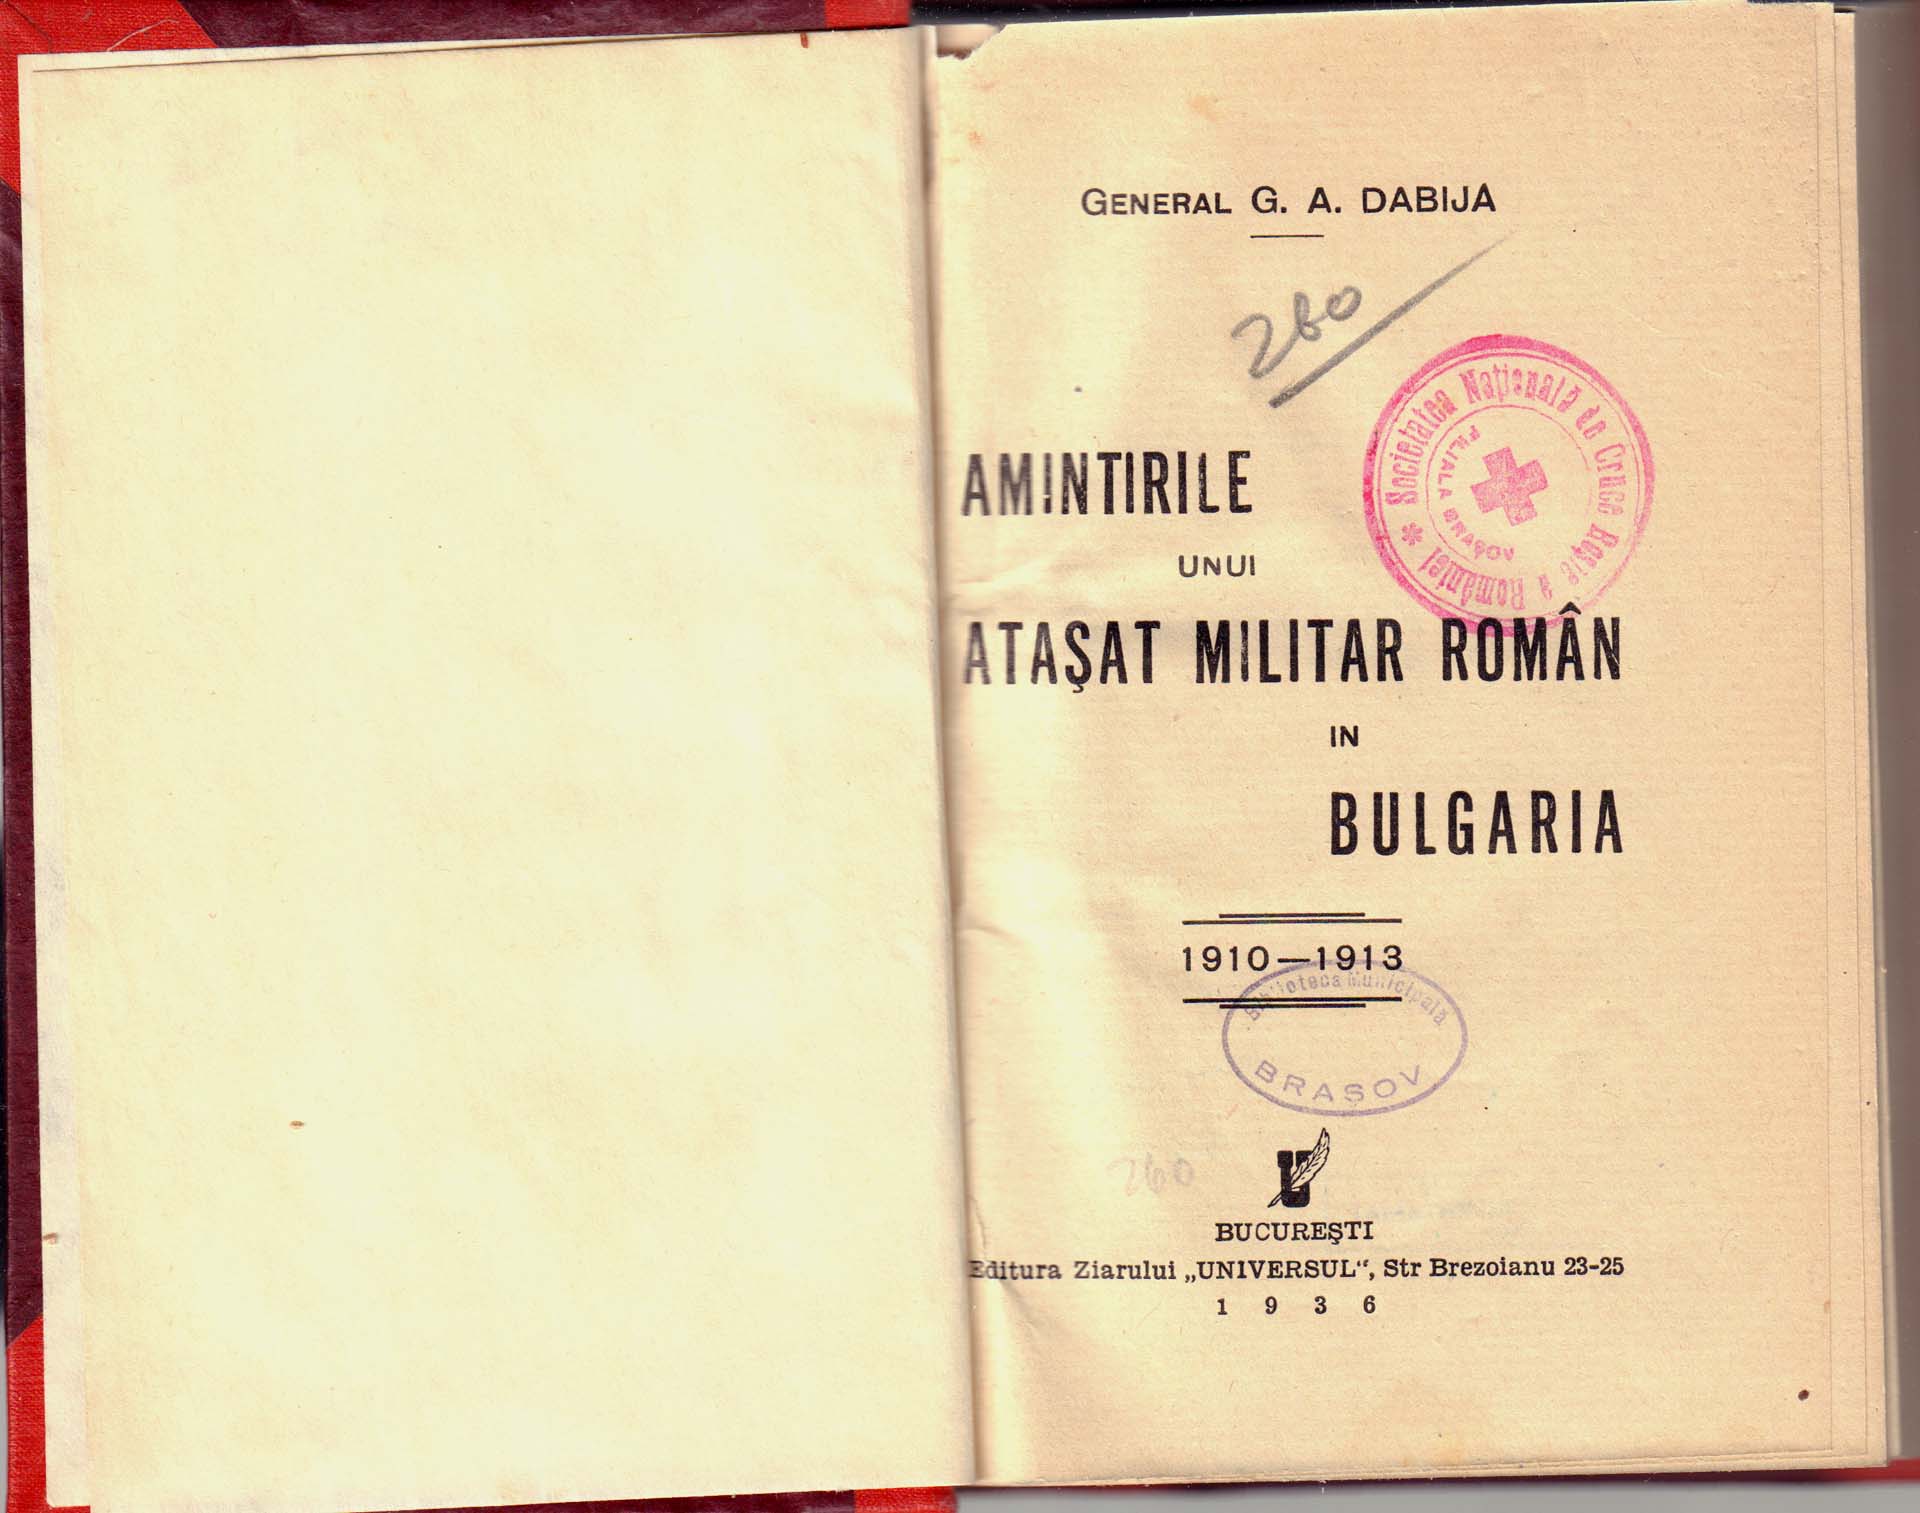 GENERAL G. A. DABIJA
260
Societatea Naţională de Cruce Roşie a României *
FILIALA BRAŞOV
AMINTIRILE
UNUI
ATAŞAT MILITAR ROMÂN
IN
BULGARIA
1910—1913
Biblioteca Municipală
BRAŞOV
260
U
BUCUREŞTI
Editura Ziarului „UNIVERSUL“, Str Brezoianu 23-25
1 9 3 6